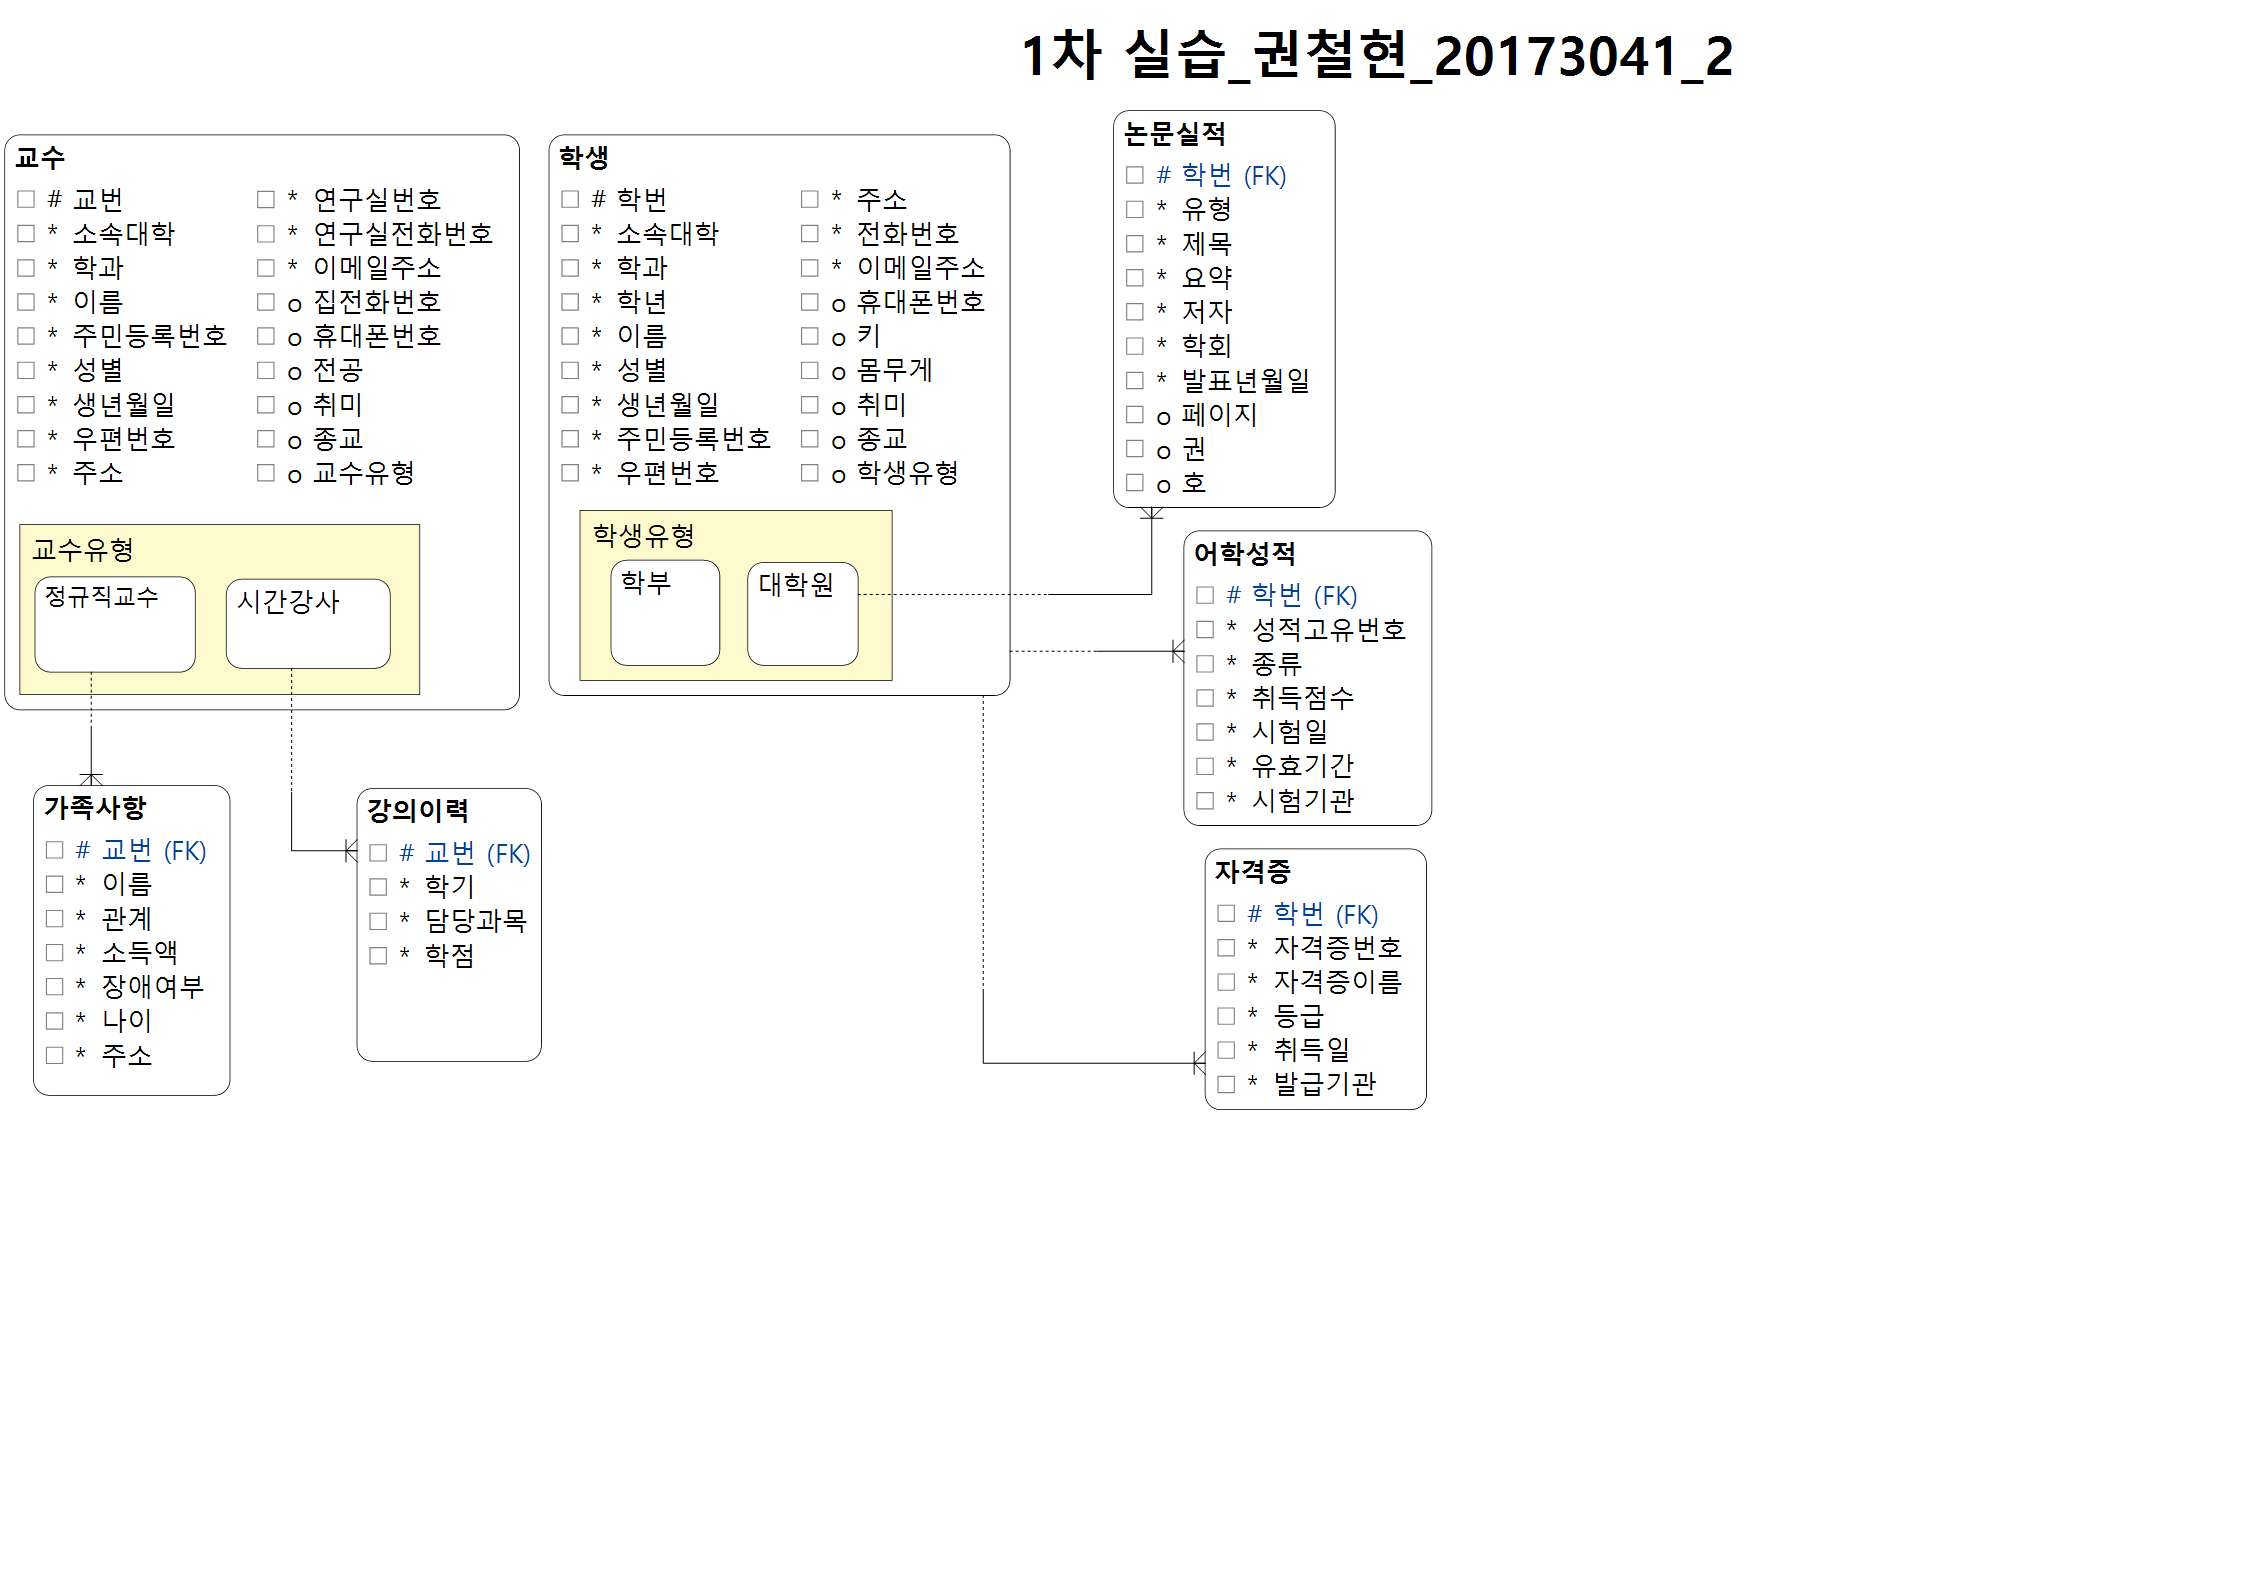 1차 실습_권철현_20173041_2
교수
# 교번
* 소속대학
* 학과
* 이름
* 주민등록번호
* 성별
* 생년월일
* 우편번호
* 주소
* 연구실번호
* 연구실전화번호
* 이메일주소
o 집전화번호
o 휴대폰번호
o 전공
o 취미
o 종교
o 교수유형
교수유형
정규직교수
시간강사
학생
# 학번
* 소속대학
* 학과
* 학년
* 이름
* 성별
* 생년월일
* 주민등록번호
* 우편번호
* 주소
* 전화번호
* 이메일주소
o 휴대폰번호
o 키
o 몸무게
o 취미
o 종교
o 학생유형
학생유형
학부
대학원
논문실적
# 학번 (FK)
* 유형
* 제목
* 요약
* 저자
* 학회
* 발표년월일
o 페이지
o 권
o 호
어학성적
# 학번 (FK)
* 성적고유번호
* 종류
* 취득점수
* 시험일
* 유효기간
* 시험기관
가족사항
# 교번 (FK)
* 이름
* 관계
* 소득액
* 장애여부
* 나이
* 주소
강의이력
# 교번 (FK)
* 학기
* 담당과목
* 학점
자격증
# 학번 (FK)
* 자격증번호
* 자격증이름
* 등급
* 취득일
* 발급기관